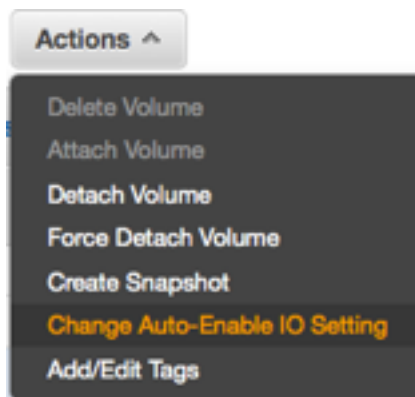 Actions
Delete Volume
Attach Volume
Detach Volume
Force Detach Volume
Create Snapshot
Change Auto-Enable IO Setting
Add/Edit Tags